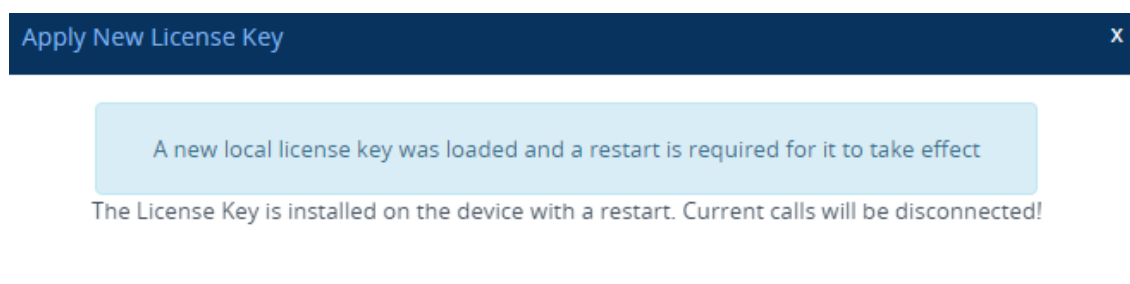 Apply New License Key X
A new local license key was loaded and a restart is required for it to take effect
The License Key is installed on the device with a restart. Current calls will be disconnected!